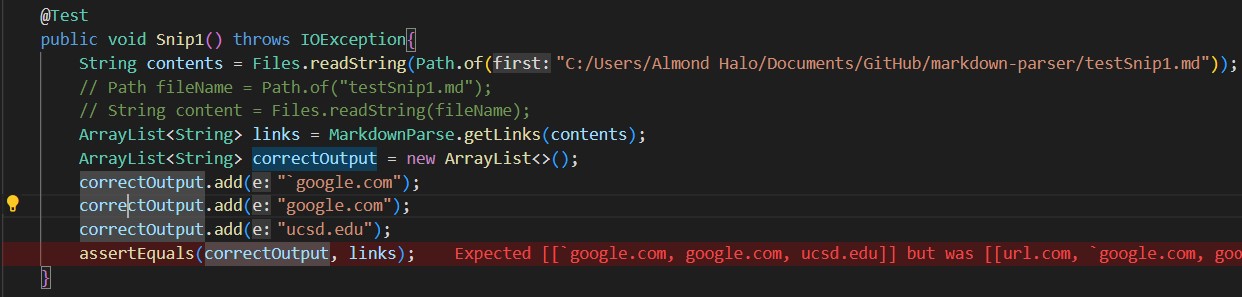 @Test
public void Snip1() throws IOException{
String contents = Files.readString(Path.of(first: "C:/Users/Almond Halo/Documents/GitHub/markdown-parser/testSnip1.md"));
// Path fileName = Path.of("testSnip1.md");
// String content = Files.readString(fileName);
ArrayList<String> links = MarkdownParse.getLinks(contents);
ArrayList<String> correctOutput = new ArrayList<>();
correctOutput.add(e: "`google.com");
correctOutput.add(e: "google.com");
correctOutput.add(e: "ucsd.edu");
assertEquals(correctOutput, links); Expected [[`google.com, google.com, ucsd.edu]] but was [[url.com, `google.com, goo
}